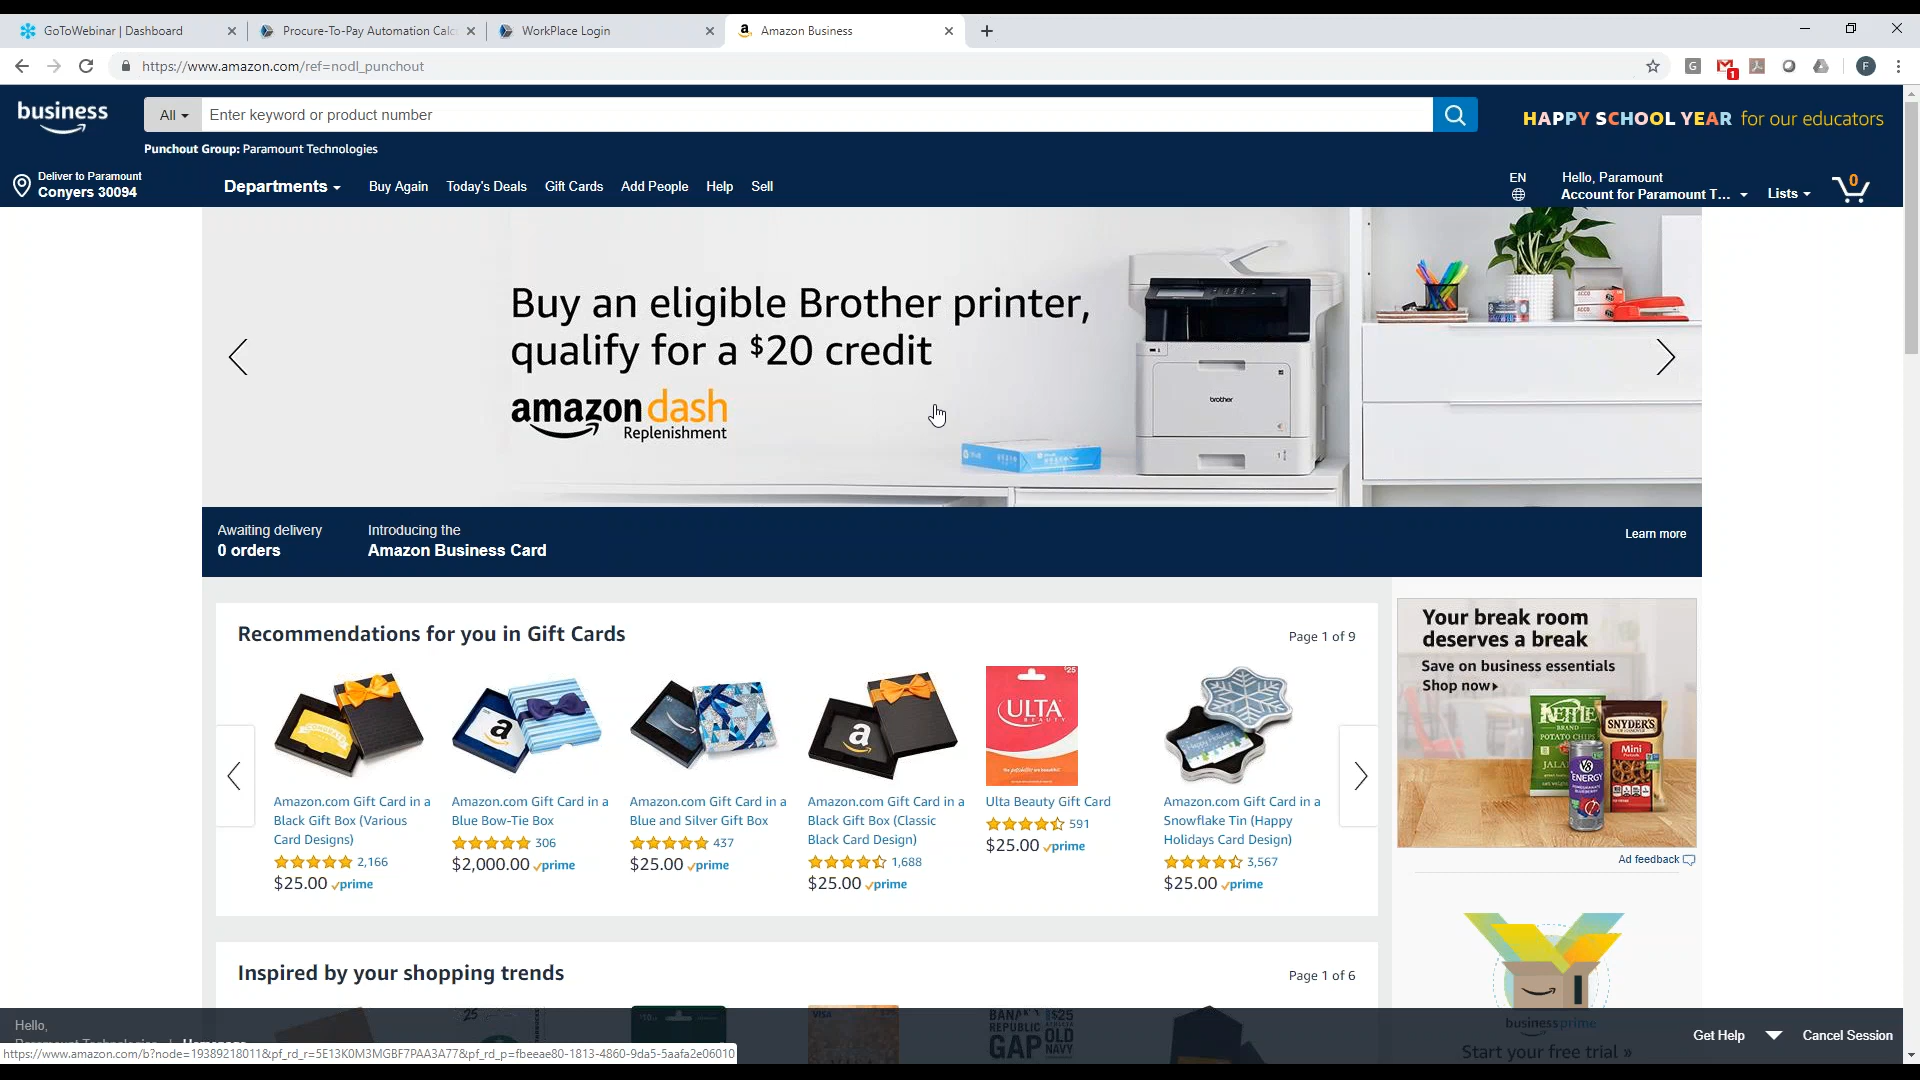 GoToWebinar | Dashboard
Procure-To-Pay Automation Calc
WorkPlace Login
Amazon Business
https://www.amazon.com/ref=nodl_punchout
business
All
Enter keyword or product number
HAPPY SCHOOL YEAR for our educators
Punchout Group: Paramount Technologies
Deliver to Paramount
Conyers 30094
Departments
Buy Again
Today's Deals
Gift Cards
Add People
Help
Sell
EN
Hello, Paramount
Account for Paramount T...
Lists
0
Buy an eligible Brother printer,
qualify for a $20 credit
amazon dash
Replenishment
brother
Awaiting delivery
0 orders
Introducing the
Amazon Business Card
Learn more
Recommendations for you in Gift Cards
Page 1 of 9
ULTA
BEAUTY
$25
Amazon.com Gift Card in a
Black Gift Box (Various
Card Designs)
2,166
$25.00 prime
Amazon.com Gift Card in a
Blue Bow-Tie Box
306
$2,000.00 prime
Amazon.com Gift Card in a
Blue and Silver Gift Box
437
$25.00 prime
Amazon.com Gift Card in a
Black Gift Box (Classic
Black Card Design)
1,688
$25.00 prime
Ulta Beauty Gift Card
591
$25.00 prime
Amazon.com Gift Card in a
Snowflake Tin (Happy
Holidays Card Design)
3,567
$25.00 prime
Your break room
deserves a break
Save on business essentials
Shop now
KETTLE
BRAND
POTATO CHIPS
SNYDER'S
Mini
V8
ENERGY
Ad feedback
Inspired by your shopping trends
Page 1 of 6
25
VISA
BANANA
REPUBLIC
GAP
$25
OLD
NAVY
businessprime
Start your free trial »
Hello,
Get Help
Cancel Session
https://www.amazon.com/b?node=19389218011&pf_rd_r=5E13K0M3MGBF7PAA3A77&pf_rd_p=fbeeae80-1813-4860-9da5-5aafa2e06010